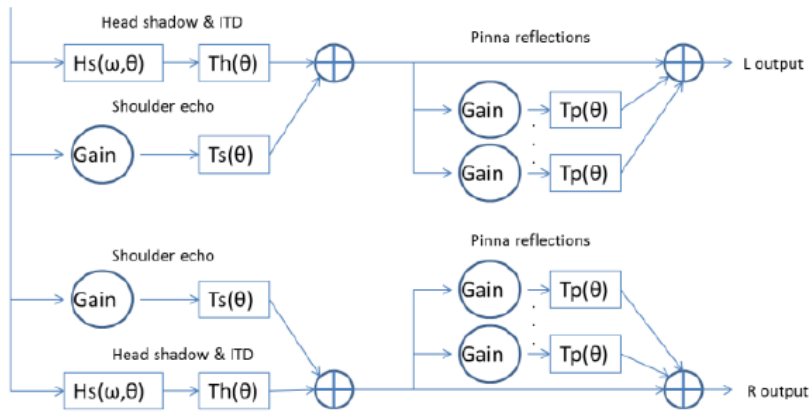 Head shadow & ITD
Pinna reflections
Hs(ω,θ)
Th(θ)
L output
Shoulder echo
Gain
Tp(θ)
Gain
Ts(θ)
Gain
Tp(θ)
Shoulder echo
Pinna reflections
Gain
Ts(θ)
Gain
Tp(θ)
Head shadow & ITD
Gain
Tp(θ)
Hs(ω,θ)
Th(θ)
R output